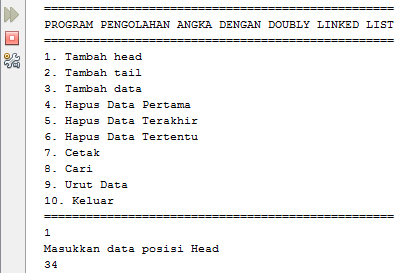 ==================================================
PROGRAM PENGOLAHAN ANGKA DENGAN DOUBLY LINKED LIST
==================================================
1. Tambah head
2. Tambah tail
3. Tambah data
4. Hapus Data Pertama
5. Hapus Data Terakhir
6. Hapus Data Tertentu
7. Cetak
8. Cari
9. Urut Data
10. Keluar
==================================================
1
Masukkan data posisi Head
34